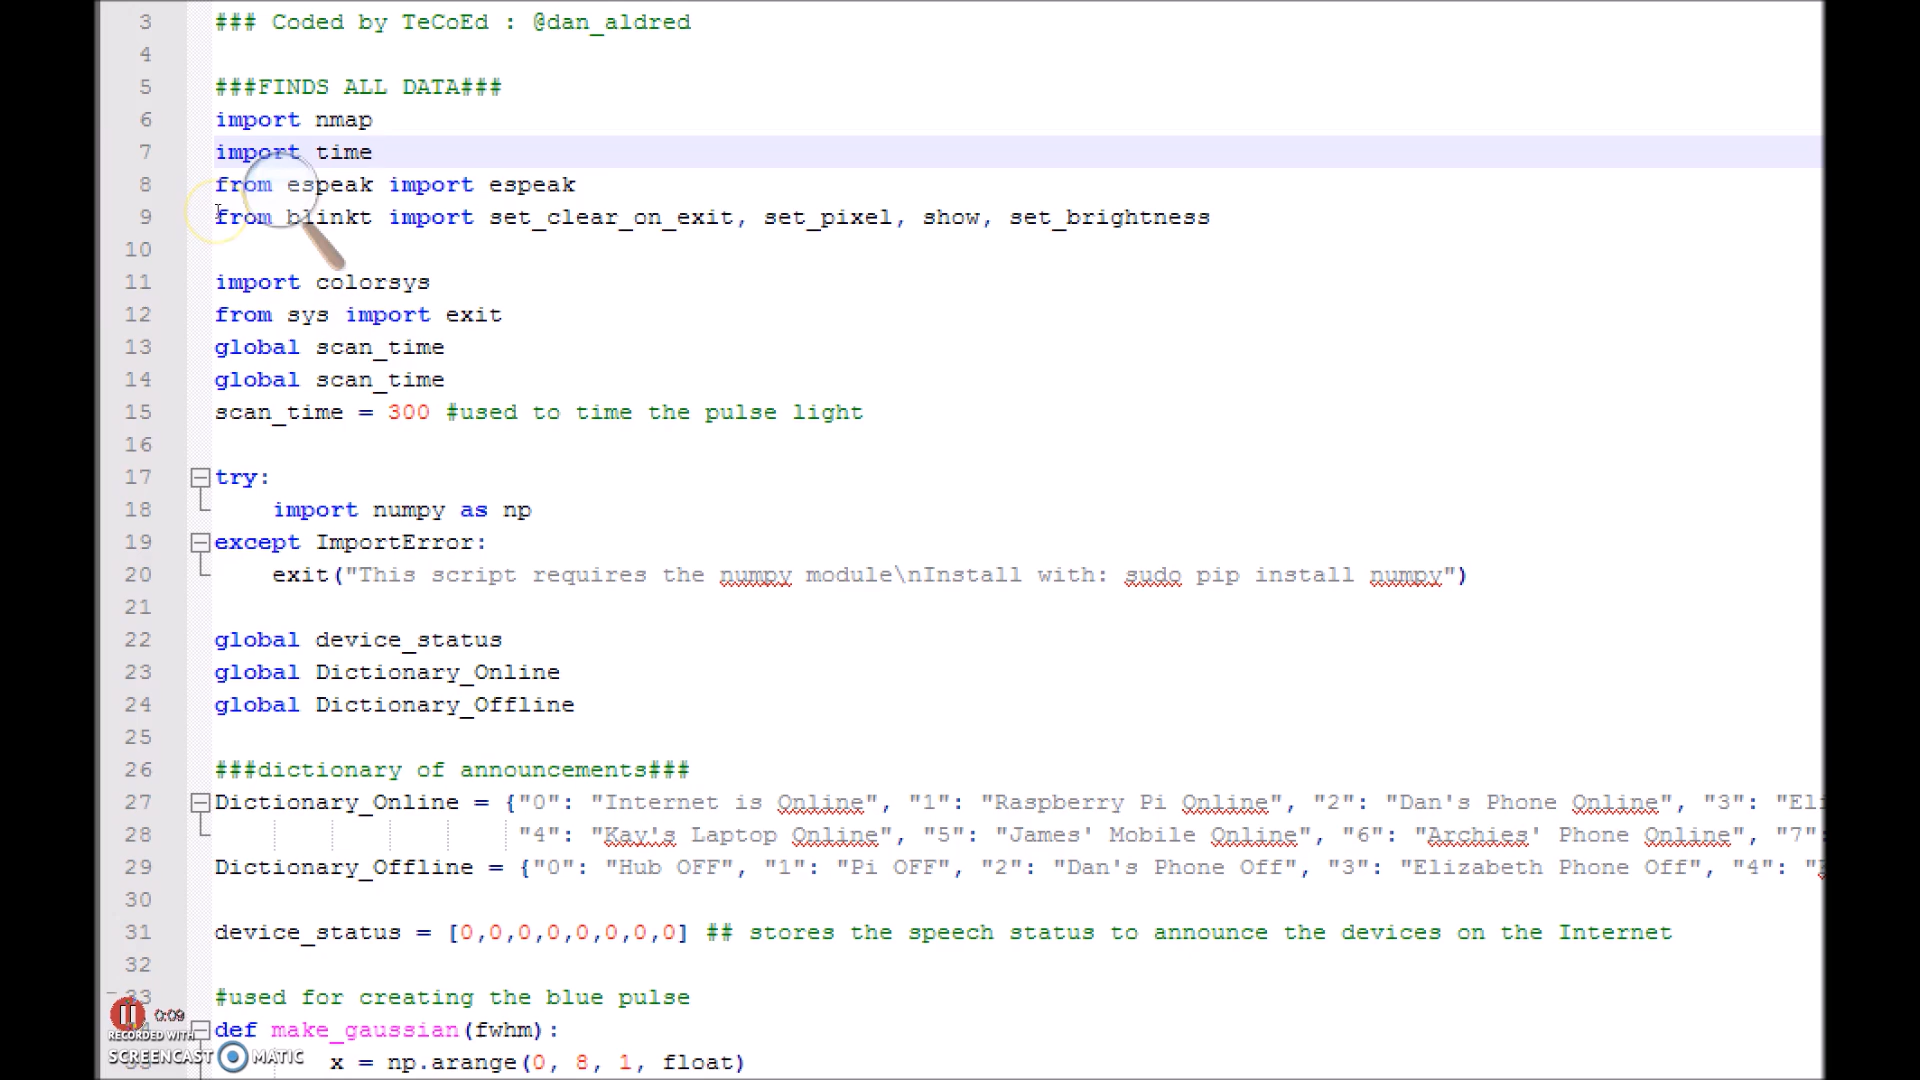 3 ### Coded by TeCoEd : @dan_aldred
4
5 ###FINDS ALL DATA###
6 import nmap
7 import time
8 from espeak import espeak
9 from blinkt import set_clear_on_exit, set_pixel, show, set_brightness
10
11 import colorsys
12 from sys import exit
13 global scan_time
14 global scan_time
15 scan_time = 300 #used to time the pulse light
16
17 try:
18 import numpy as np
19 except ImportError:
20 exit("This script requires the numpy module\nInstall with: sudo pip install numpy")
21
22 global device_status
23 global Dictionary_Online
24 global Dictionary_Offline
25
26 ###dictionary of announcements###
27 Dictionary_Online = {"0": "Internet is Online", "1": "Raspberry Pi Online", "2": "Dan's Phone Online", "3": "Eli
28 "4": "Kay's Laptop Online", "5": "James' Mobile Online", "6": "Archies' Phone Online", "7":
29 Dictionary_Offline = {"0": "Hub OFF", "1": "Pi OFF", "2": "Dan's Phone Off", "3": "Elizabeth Phone Off", "4": "
30
31 device_status = [0,0,0,0,0,0,0,0] ## stores the speech status to announce the devices on the Internet
32
33 #used for creating the blue pulse
0:09
def make_gaussian(fwhm):
RECORDED WITH
SCREENCAST MATIC
x = np.arange(0, 8, 1, float)